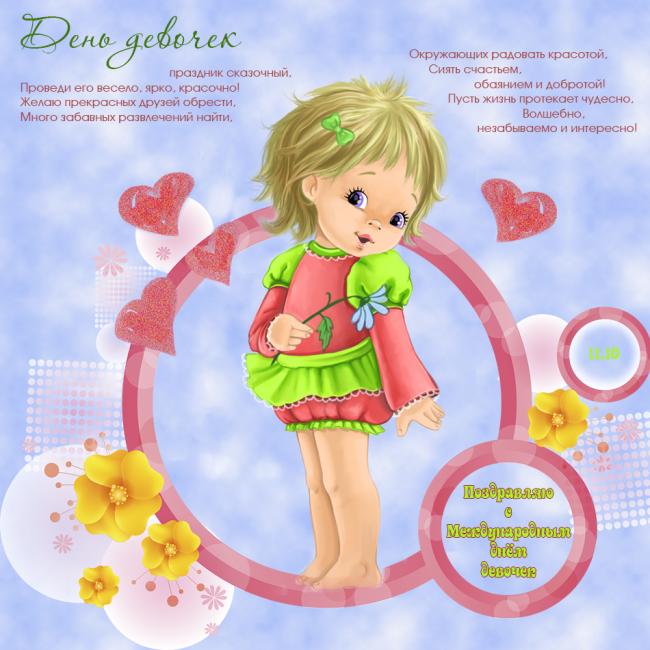 День девочек
праздник сказочный,
Проведи его весело, ярко, красочно!
Желаю прекрасных друзей обрести,
Много забавных развлечений найти,
Окружающих радовать красотой,
Сиять счастьем,
обаянием и добротой!
Пусть жизнь протекает чудесно,
Волшебно,
незабываемо и интересно!
11.10
Поздравляю
с
Международным
днём
девочек